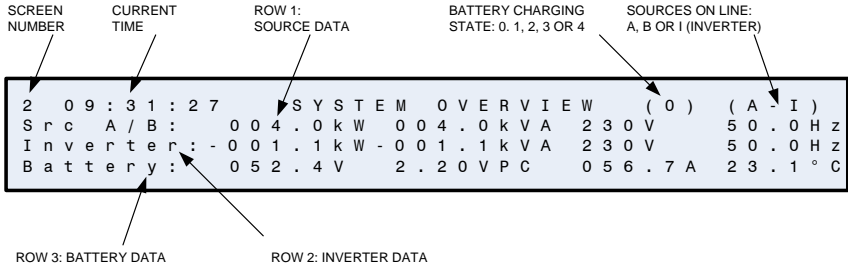 SCREEN NUMBER
CURRENT TIME
ROW 1: SOURCE DATA
BATTERY CHARGING STATE: 0. 1, 2, 3 OR 4
SOURCES ON LINE: A, B OR I (INVERTER)
2 09:31:27 SYSTEM OVERVIEW (0) (A-I)
Src A/B: 004.0kW 004.0kVA 230V 50.0Hz
Inverter:-001.1kW-001.1kVA 230V 50.0Hz
Battery: 052.4V 2.20VPC 056.7A 23.1°C
ROW 3: BATTERY DATA
ROW 2: INVERTER DATA